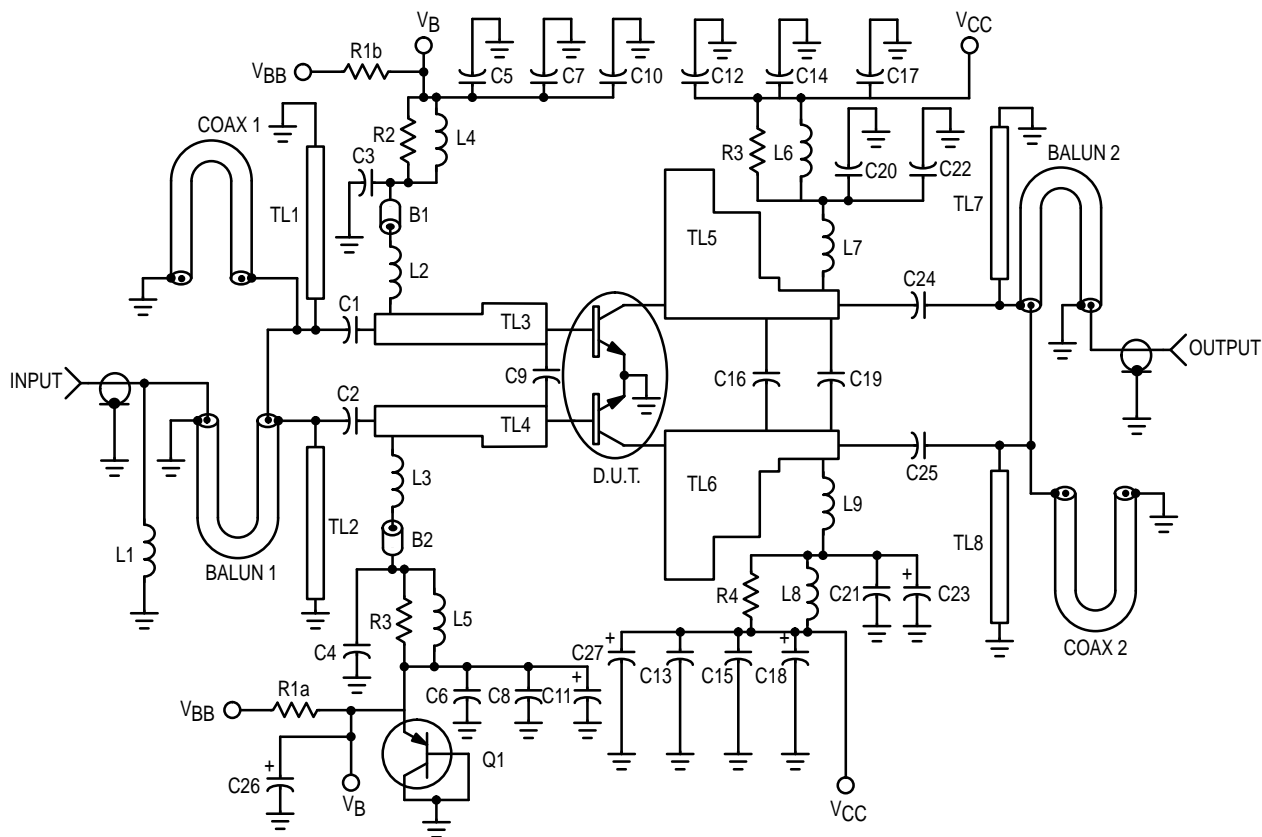 VB
VCC
R1b
VBB
C5
C7
C10
C12
C14
C17
COAX 1
R2
L4
C3
R3
L6
C20
C22
BALUN 2
TL1
B1
TL5
TL7
L2
L7
C1
C24
TL3
OUTPUT
INPUT
C9
C16
C19
C2
TL4
D.U.T.
C25
L3
TL6
L9
TL2
B2
TL8
L1
BALUN 1
R3
L5
R4
L8
C21
+
C23
C4
+
C27
C13
C15
+
C18
COAX 2
R1a
C6
C8
+
C11
VBB
Q1
+
C26
VB
VCC